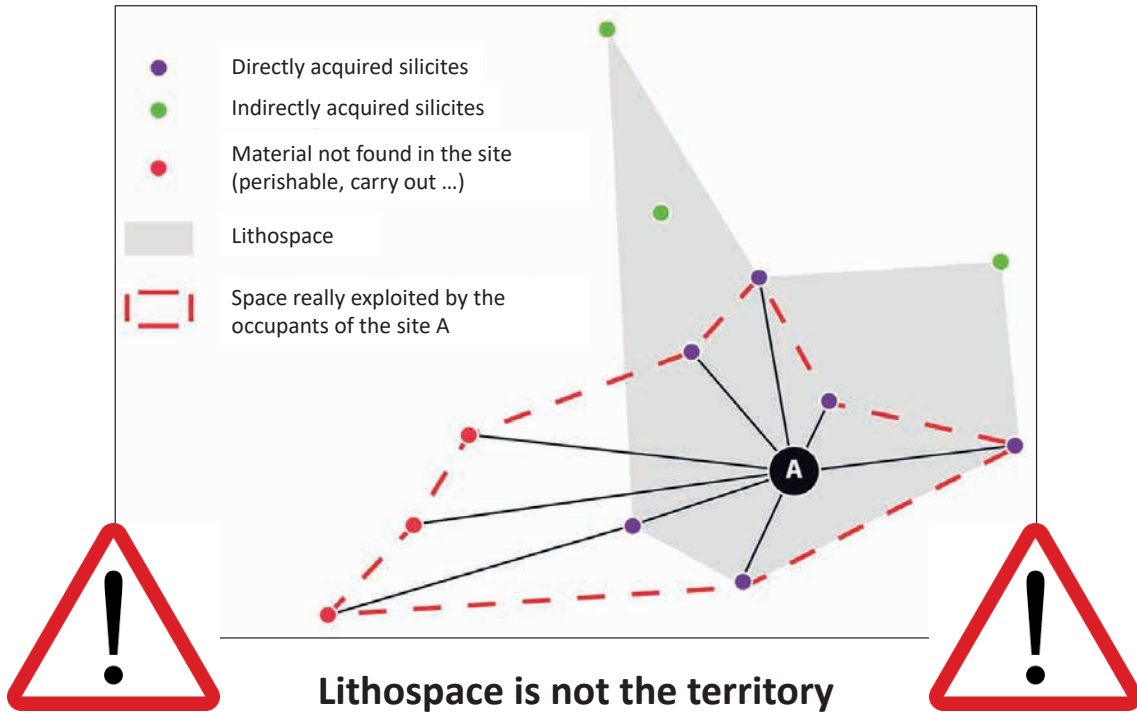 Directly acquired silicites
Indirectly acquired silicites
Material not found in the site
(perishable, carry out ...)
Lithospace
Space really exploited by the
occupants of the site A
A
Lithospace is not the territory